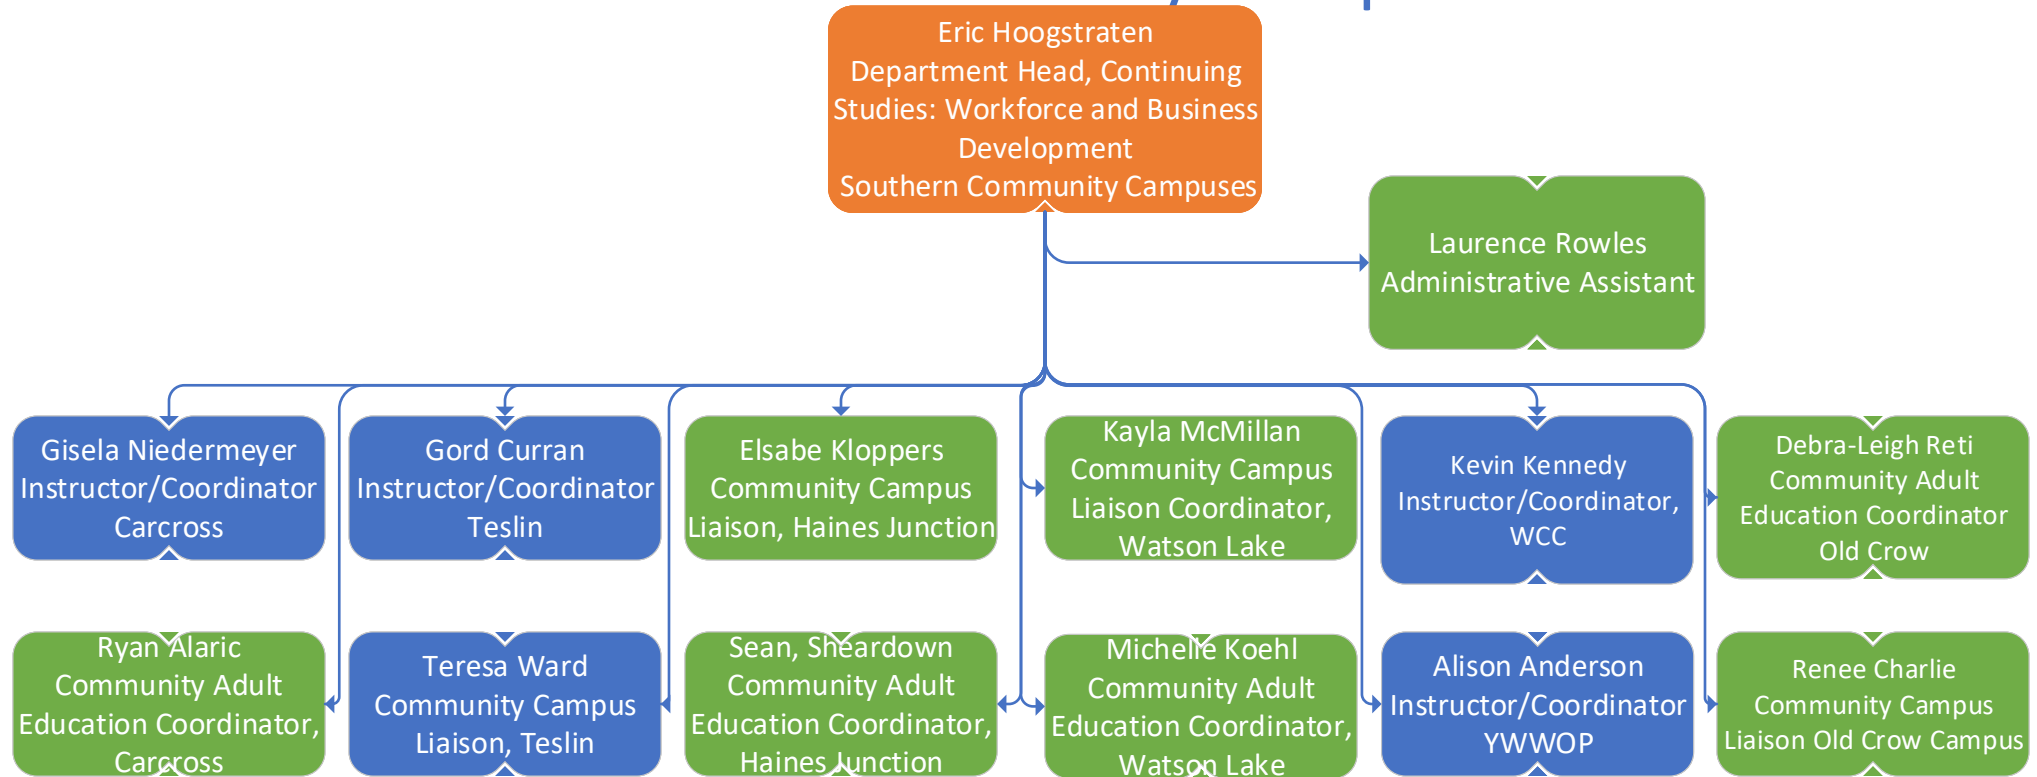 Eric Hoogstraten
Department Head, Continuing
Studies: Workforce and Business
Development
Southern Community Campuses
Laurence Rowles
Administrative Assistant
Gisela Niedermeyer
Instructor/Coordinator
Carcross
Gord Curran
Instructor/Coordinator
Teslin
Elsabe Kloppers
Community Campus
Liaison, Haines Junction
Kayla McMillan
Community Campus
Liaison Coordinator,
Watson Lake
Kevin Kennedy
Instructor/Coordinator,
WCC
Debra-Leigh Reti
Community Adult
Education Coordinator
Old Crow
Ryan Alaric
Community Adult
Education Coordinator,
Carcross
Teresa Ward
Community Campus
Liaison, Teslin
Sean, Sheardown
Community Adult
Education Coordinator,
Haines Junction
Michelle Koehl
Community Adult
Education Coordinator,
Watson Lake
Alison Anderson
Instructor/Coordinator
YWWOP
Renee Charlie
Community Campus
Liaison Old Crow Campus